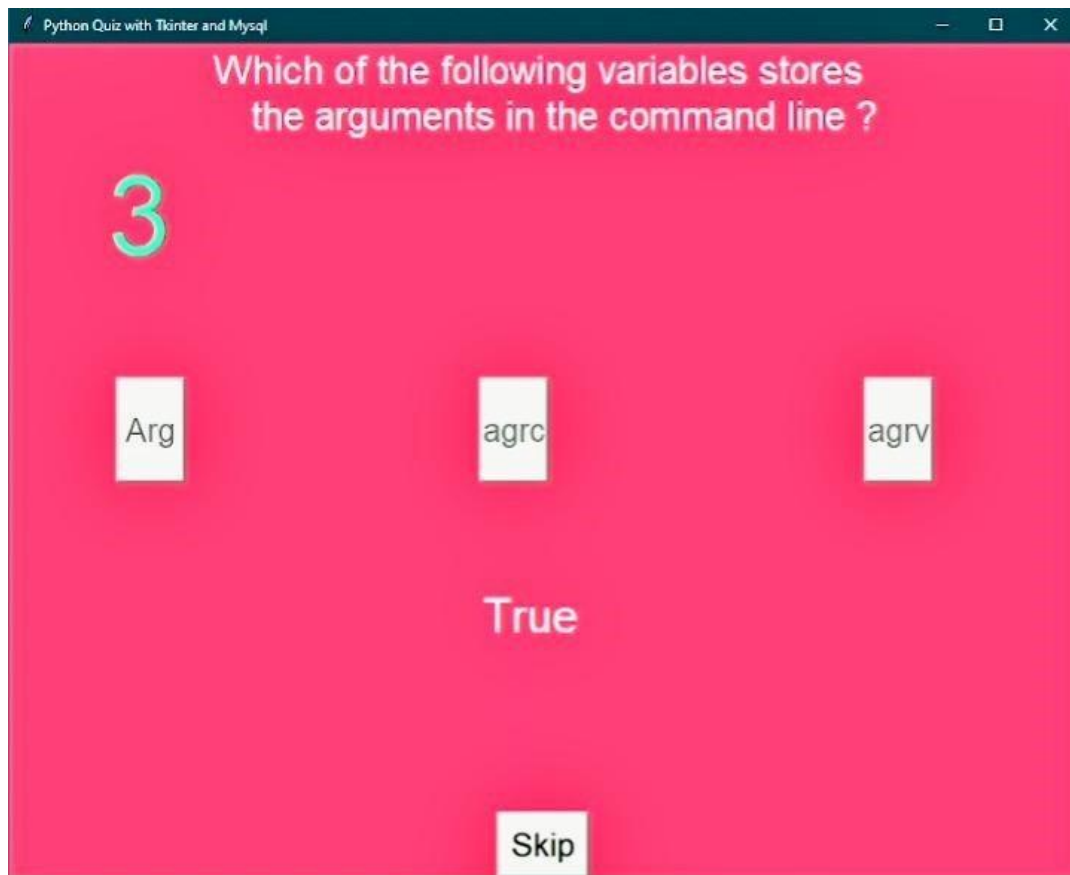 Python Quiz with Tkinter and Mysql
Which of the following variables stores
the arguments in the command line ?
3
Arg
agrc
agrv
True
Skip